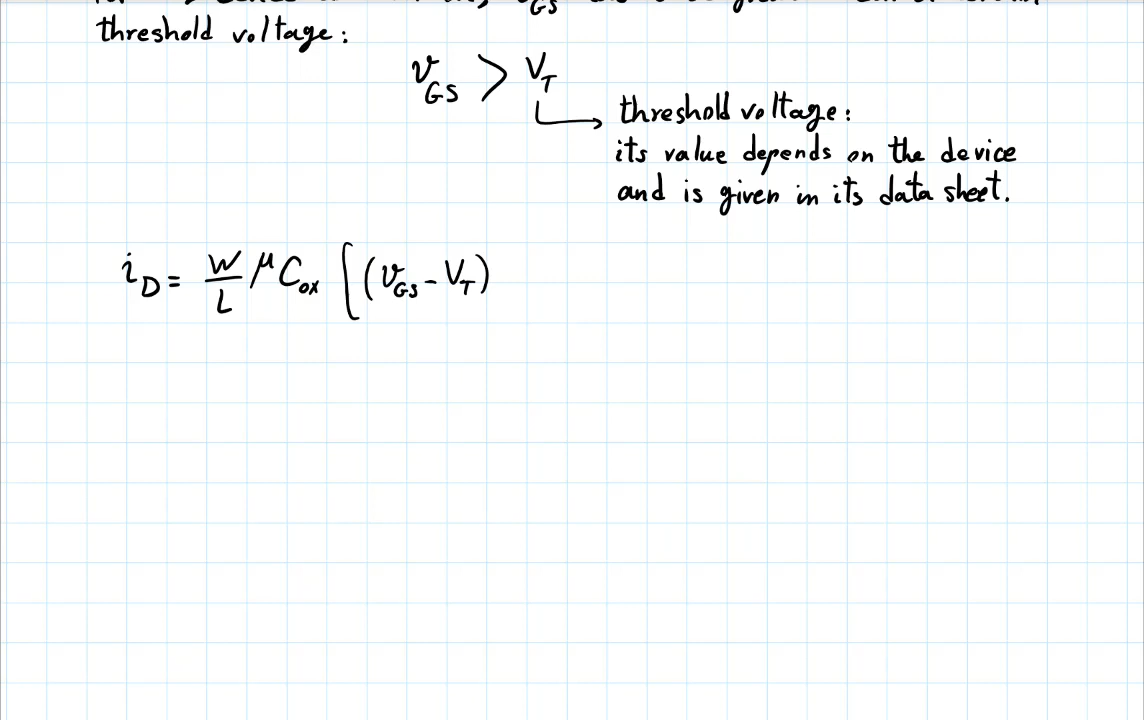 threshold voltage:
v_GS > V_T
threshold voltage:
its value depends on the device
and is given in its data sheet.
i_D = W/L μ C_ox [(v_GS - V_T)